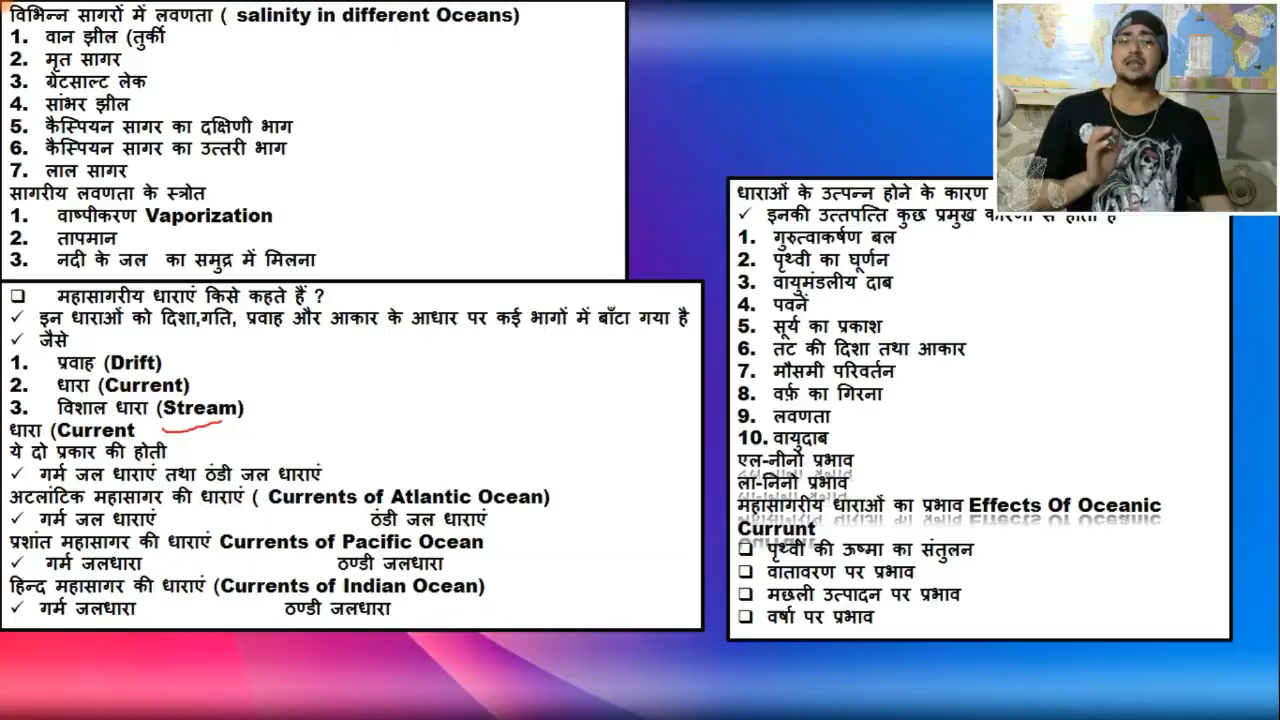 विभिन्न सागरों में लवणता ( salinity in different Oceans)
1. वान झील (तुर्की
2. मृत सागर
3. ग्रेटसाल्ट लेक
4. सांभर झील
5. कैस्पियन सागर का दक्षिणी भाग
6. कैस्पियन सागर का उत्तरी भाग
7. लाल सागर
सागरीय लवणता के स्त्रोत
1. वाष्पीकरण Vaporization
2. तापमान
3. नदी के जल का समुद्र में मिलना
❑ महासागरीय धाराएं किसे कहते हैं ?
✓ इन धाराओं को दिशा,गति, प्रवाह और आकार के आधार पर कई भागों में बाँटा गया है
✓ जैसे
1. प्रवाह (Drift)
2. धारा (Current)
3. विशाल धारा (Stream)
धारा (Current
ये दो प्रकार की होती
✓ गर्म जल धाराएं तथा ठंडी जल धाराएं
अटलांटिक महासागर की धाराएं ( Currents of Atlantic Ocean)
✓ गर्म जल धाराएं ठंडी जल धाराएं
प्रशांत महासागर की धाराएं Currents of Pacific Ocean
✓ गर्म जलधारा ठण्डी जलधारा
हिन्द महासागर की धाराएं (Currents of Indian Ocean)
✓ गर्म जलधारा ठण्डी जलधारा
धाराओं के उत्पन्न होने के कारण
✓ इनकी उत्तपत्ति कुछ प्रमुख कारणों से होता है
1. गुरुत्वाकर्षण बल
2. पृथ्वी का घूर्णन
3. वायुमंडलीय दाब
4. पवनें
5. सूर्य का प्रकाश
6. तट की दिशा तथा आकार
7. मौसमी परिवर्तन
8. वर्फ़ का गिरना
9. लवणता
10. वायुदाब
एल-नीनो प्रभाव
ला-निनो प्रभाव
महासागरीय धाराओं का प्रभाव Effects Of Oceanic
Currunt
❑ पृथ्वी की ऊष्मा का संतुलन
❑ वातावरण पर प्रभाव
❑ मछली उत्पादन पर प्रभाव
❑ वर्षा पर प्रभाव